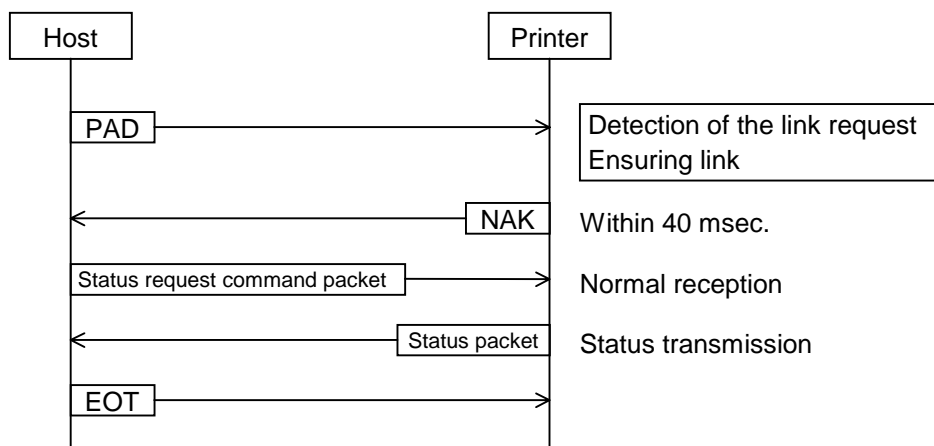 Host
Printer
PAD
Detection of the link request
Ensuring link
NAK
Within 40 msec.
Status request command packet
Normal reception
Status packet
Status transmission
EOT